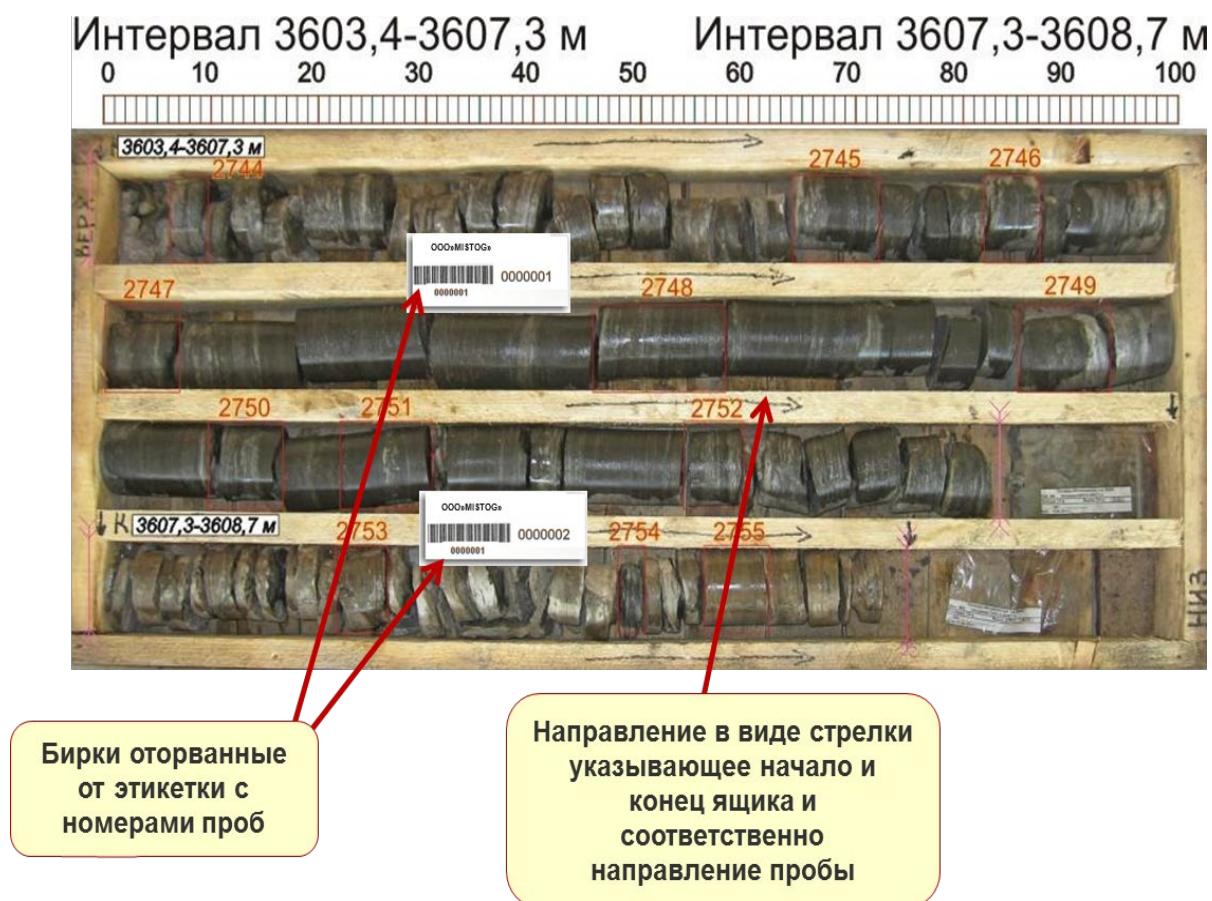 Интервал 3603,4-3607,3 м Интервал 3607,3-3608,7 м
0 10 20 30 40 50 60 70 80 90 100
3603,4-3607,3 м
2744 2745 2746
ВЕРХ
ООО»MISTOG»
0000001
0000001
2747 2748 2749
2750 2751 2752
ООО»MISTOG»
0000002
0000001
К 3607,3-3608,7 м
2753 2754 2755
НИЗ
Бирки оторванные
от этикетки с
номерами проб
Направление в виде стрелки
указывающее начало и
конец ящика и
соответственно
направление пробы